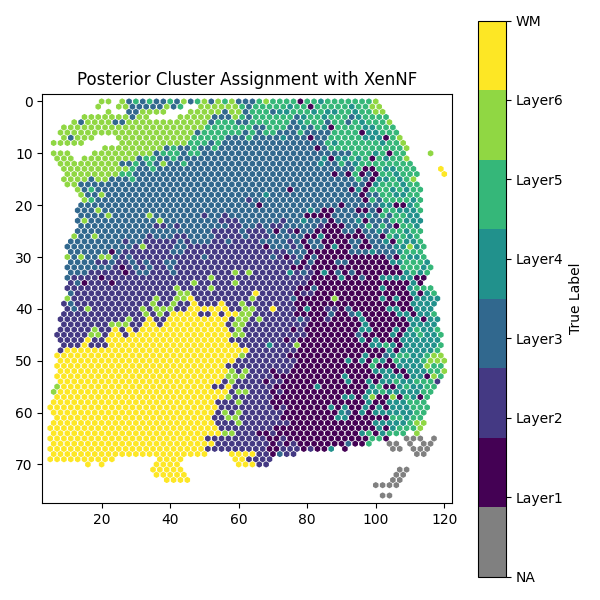 Posterior Cluster Assignment with XenNF
0
10
20
30
40
50
60
70
20
40
60
80
100
120
WM
Layer6
Layer5
Layer4
Layer3
Layer2
Layer1
NA
True Label